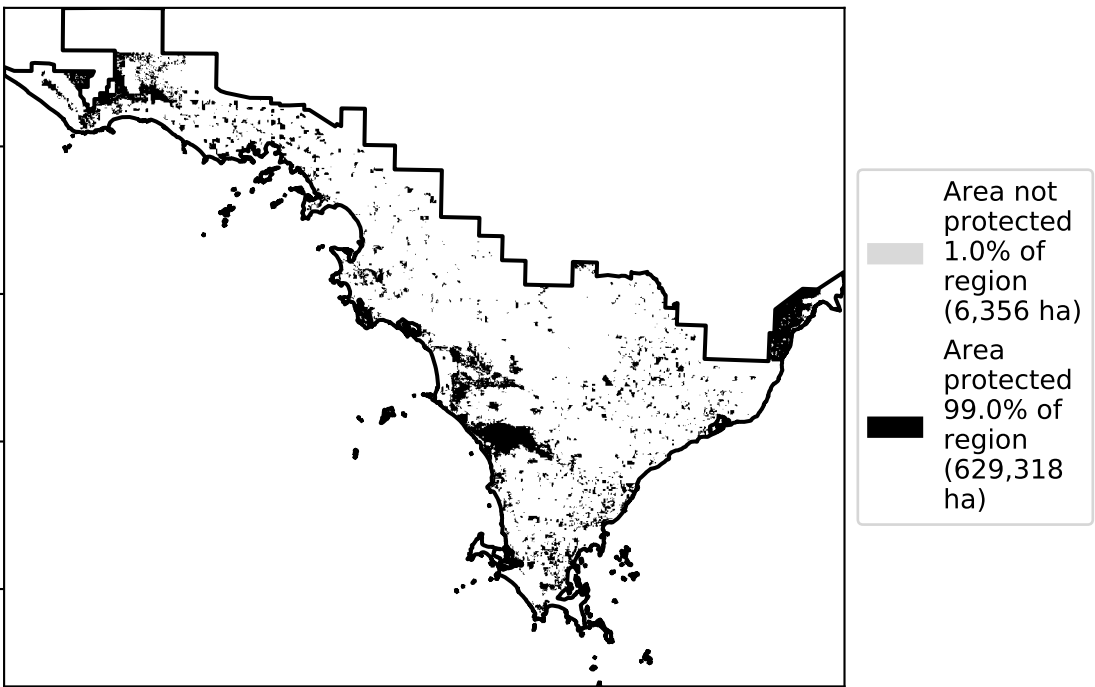 Area not
protected
1.0% of
region
(6,356 ha)
Area
protected
99.0% of
region
(629,318
ha)